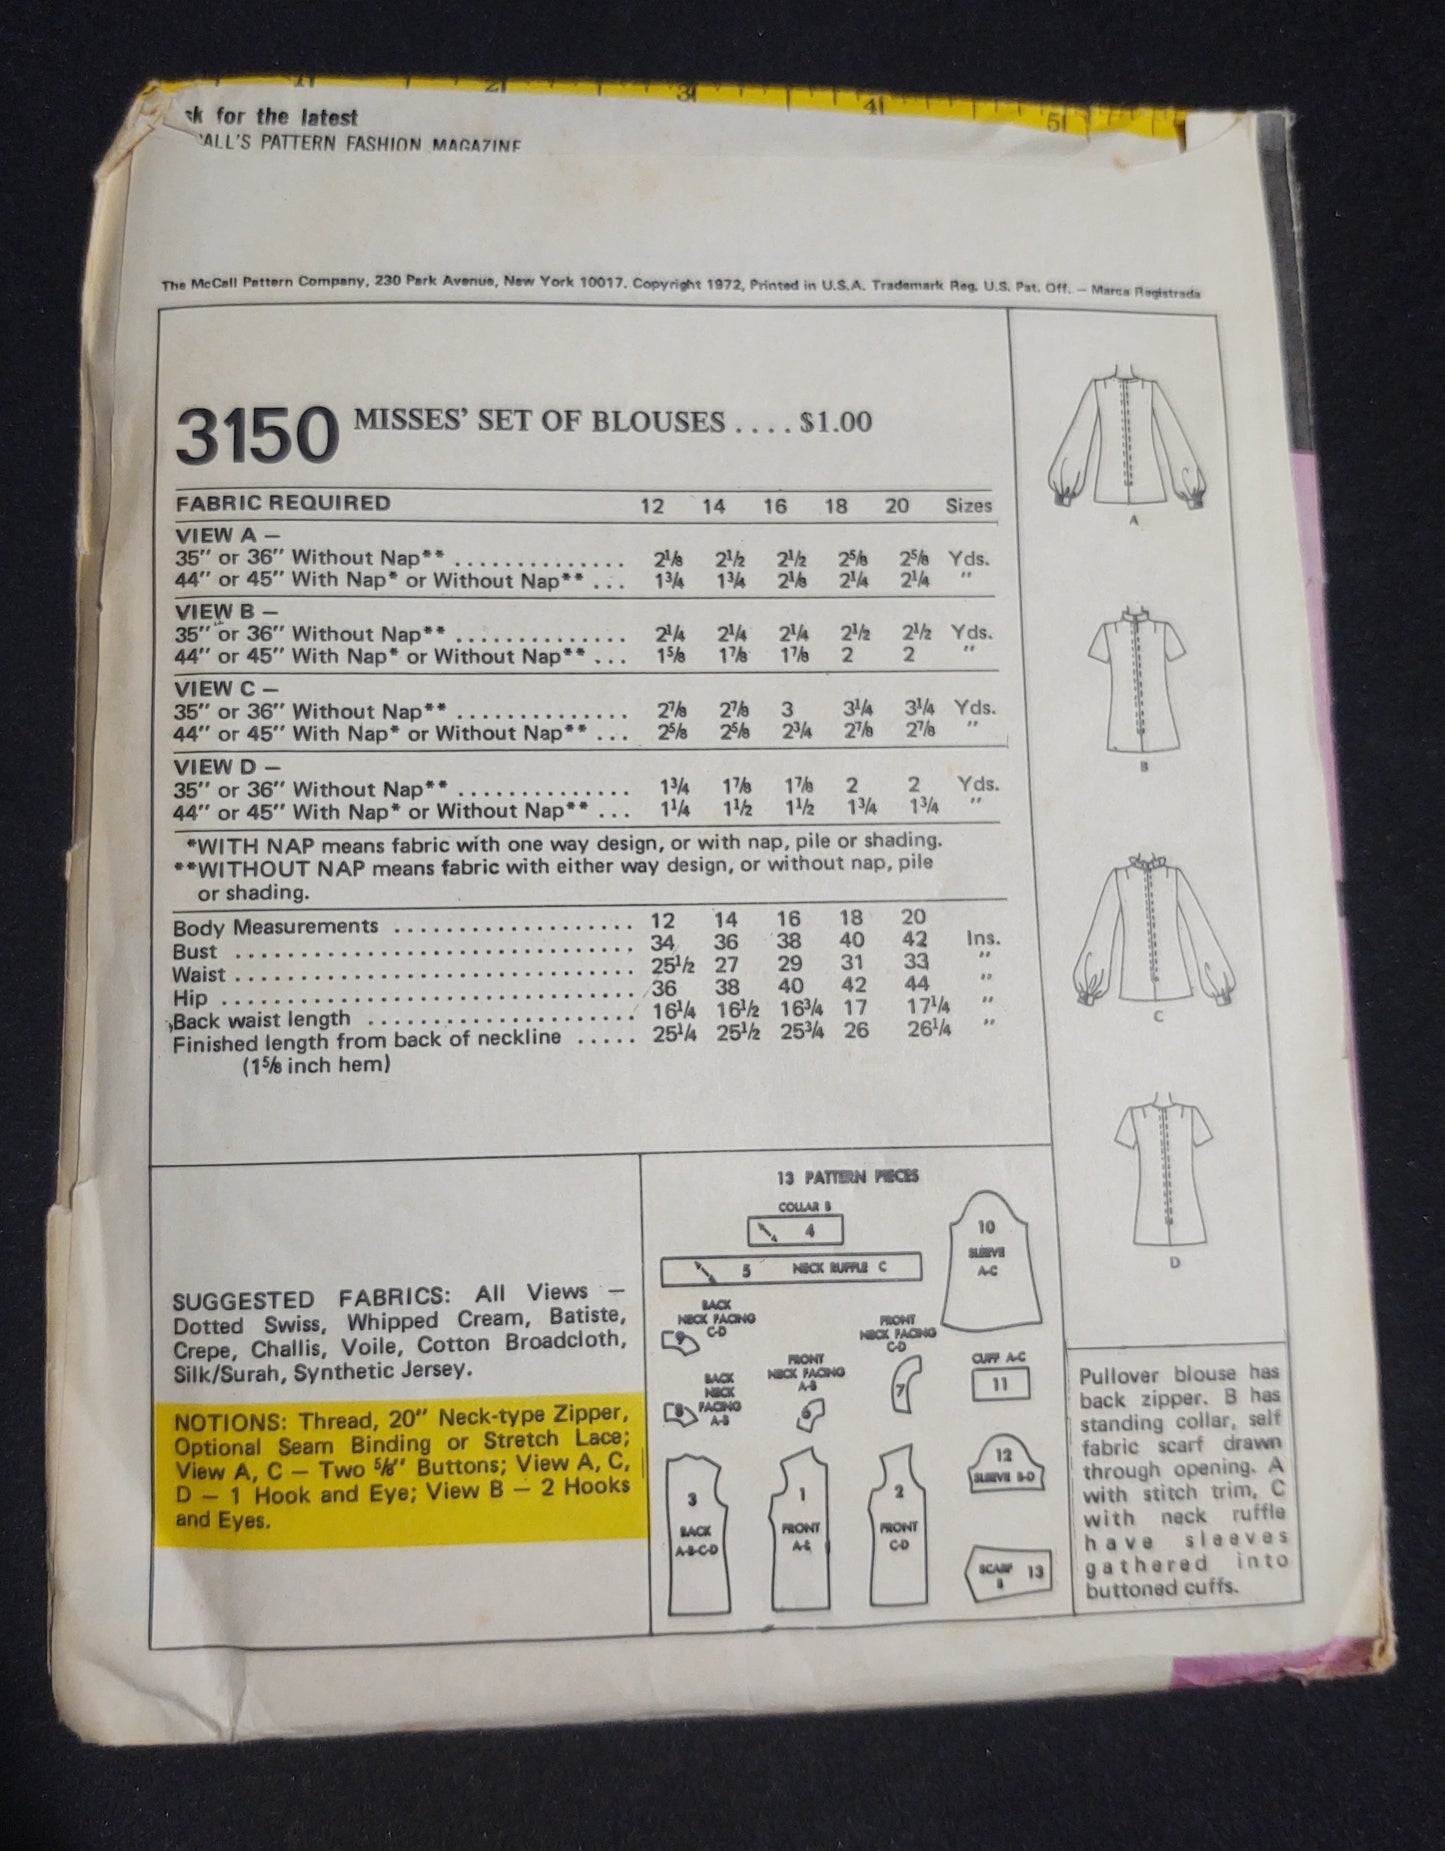 1 2 3 4 5
sk for the latest
'ALL'S PATTERN FASHION MAGAZINE
The McCall Pattern Company, 230 Park Avenue, New York 10017. Copyright 1972, Printed in U.S.A. Trademark Reg. U.S. Pat. Off. — Marca Registrada
3150 MISSES' SET OF BLOUSES .... $1.00
FABRIC REQUIRED 12 14 16 18 20 Sizes
VIEW A —
35" or 36" Without Nap** .............. 2⅛ 2½ 2½ 2⅝ 2⅝ Yds.
44" or 45" With Nap* or Without Nap** ... 1¾ 1¾ 2⅛ 2¼ 2¼ "
VIEW B —
35" or 36" Without Nap** .............. 2¼ 2¼ 2¼ 2½ 2½ Yds.
44" or 45" With Nap* or Without Nap** ... 1⅝ 1⅞ 1⅞ 2 2 "
VIEW C —
35" or 36" Without Nap** .............. 2⅞ 2⅞ 3 3¼ 3¼ Yds.
44" or 45" With Nap* or Without Nap** ... 2⅝ 2⅝ 2¾ 2⅞ 2⅞ "
VIEW D —
35" or 36" Without Nap** .............. 1¾ 1⅞ 1⅞ 2 2 Yds.
44" or 45" With Nap* or Without Nap** ... 1¼ 1½ 1½ 1¾ 1¾ "
*WITH NAP means fabric with one way design, or with nap, pile or shading.
**WITHOUT NAP means fabric with either way design, or without nap, pile
or shading.
Body Measurements .................... 12 14 16 18 20
Bust ............................... 34 36 38 40 42 Ins.
Waist ............................... 25½ 27 29 31 33 "
Hip ................................ 36 38 40 42 44 "
Back waist length ..................... 16¼ 16½ 16¾ 17 17¼ "
Finished length from back of neckline ..... 25¼ 25½ 25¾ 26 26¼ "
(1⅝ inch hem)
A
B
C
D
SUGGESTED FABRICS: All Views —
Dotted Swiss, Whipped Cream, Batiste,
Crepe, Challis, Voile, Cotton Broadcloth,
Silk/Surah, Synthetic Jersey.
NOTIONS: Thread, 20" Neck-type Zipper,
Optional Seam Binding or Stretch Lace;
View A, C — Two ⅝" Buttons; View A, C,
D — 1 Hook and Eye; View B — 2 Hooks
and Eyes.
13 PATTERN PIECES
COLLAR B
4
5 NECK RUFFLE C
10
SLEEVE
A-C
BACK
NECK FACING
C-D
9
FRONT
NECK FACING
C-D
7
FRONT
NECK FACING
A-B
6
BACK
NECK
FACING
A-B
8
CUFF A-C
11
12
SLEEVE B-D
3
BACK
A-B-C-D
1
FRONT
A-B
2
FRONT
C-D
SCARF 13
B
Pullover blouse has
back zipper. B has
standing collar, self
fabric scarf drawn
through opening. A
with stitch trim, C
with neck ruffle
have sleeves
gathered into
buttoned cuffs.